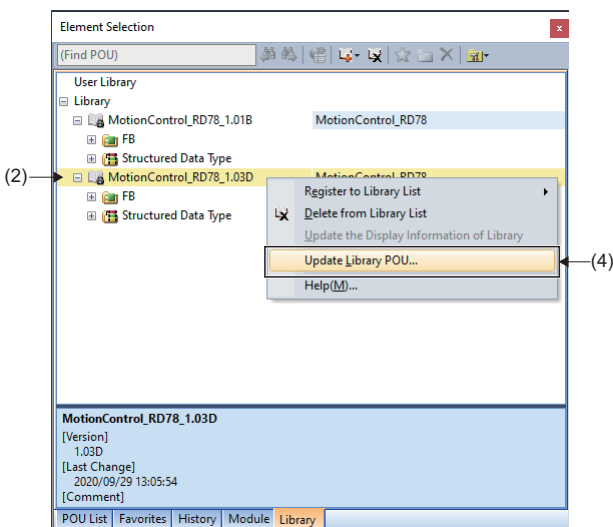 Element Selection
x
(Find POU)
User Library
Library
MotionControl_RD78_1.01B MotionControl_RD78
FB
Structured Data Type
(2)
MotionControl_RD78_1.03D MotionControl_RD78
FB
Structured Data Type
Register to Library List
Delete from Library List
Update the Display Information of Library
Update Library POU...
(4)
Help(M)...
MotionControl_RD78_1.03D
[Version]
1.03D
[Last Change]
2020/09/29 13:05:54
[Comment]
POU List Favorites History Module Library